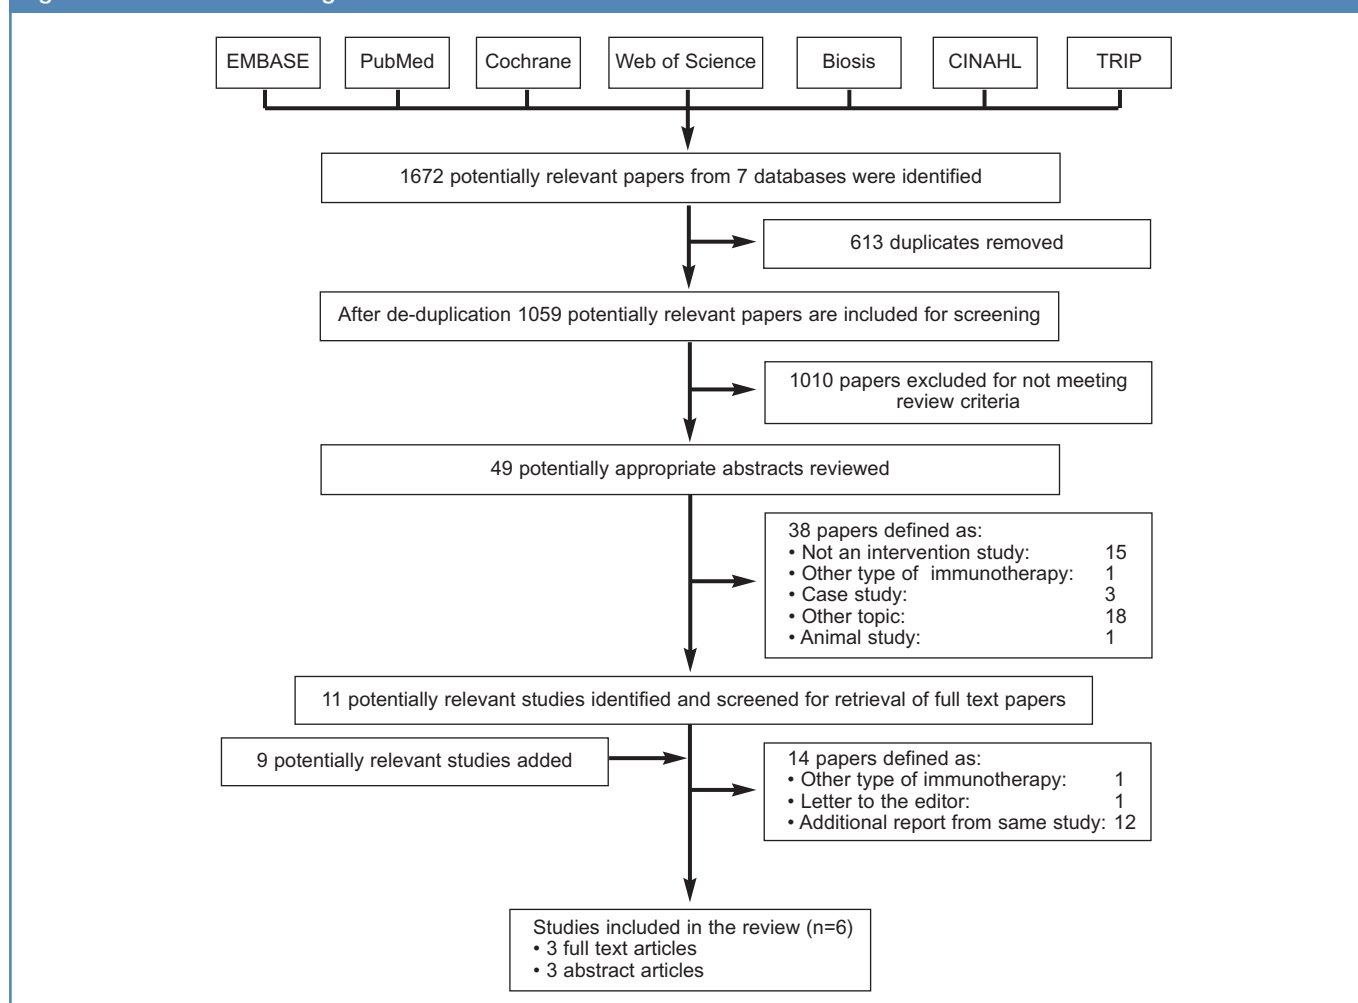 EMBASE
PubMed
Cochrane
Web of Science
Biosis
CINAHL
TRIP
1672 potentially relevant papers from 7 databases were identified
613 duplicates removed
After de-duplication 1059 potentially relevant papers are included for screening
1010 papers excluded for not meeting
review criteria
49 potentially appropriate abstracts reviewed
38 papers defined as:
• Not an intervention study: 15
• Other type of immunotherapy: 1
• Case study: 3
• Other topic: 18
• Animal study: 1
11 potentially relevant studies identified and screened for retrieval of full text papers
9 potentially relevant studies added
14 papers defined as:
• Other type of immunotherapy: 1
• Letter to the editor: 1
• Additional report from same study: 12
Studies included in the review (n=6)
• 3 full text articles
• 3 abstract articles